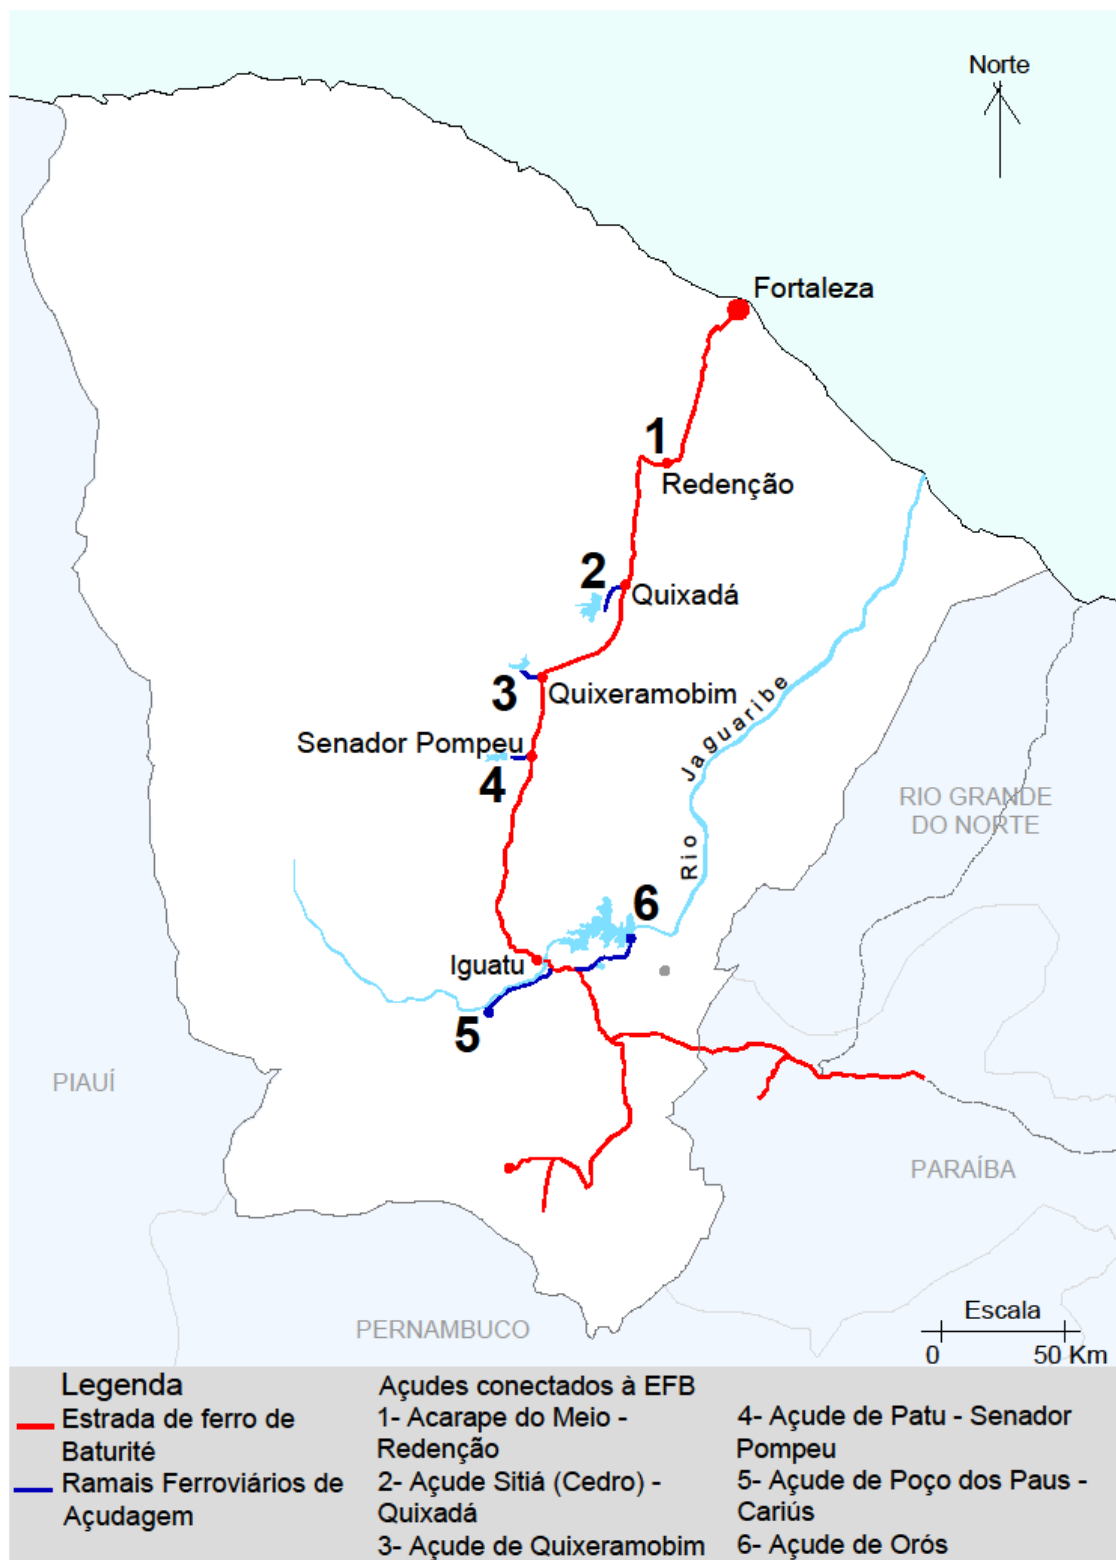 Norte
Fortaleza
1
Redenção
2
Quixadá
3
Quixeramobim
Senador Pompeu
4
Rio Jaguaribe
RIO GRANDE
DO NORTE
6
Iguatu
5
PIAUÍ
PARAÍBA
PERNAMBUCO
Escala
0 50 Km
Legenda
Estrada de ferro de
Baturité
Ramais Ferroviários de
Açudagem
Açudes conectados à EFB
1- Acarape do Meio -
Redenção
2- Açude Sitiá (Cedro) -
Quixadá
3- Açude de Quixeramobim
4- Açude de Patu - Senador
Pompeu
5- Açude de Poço dos Paus -
Cariús
6- Açude de Orós